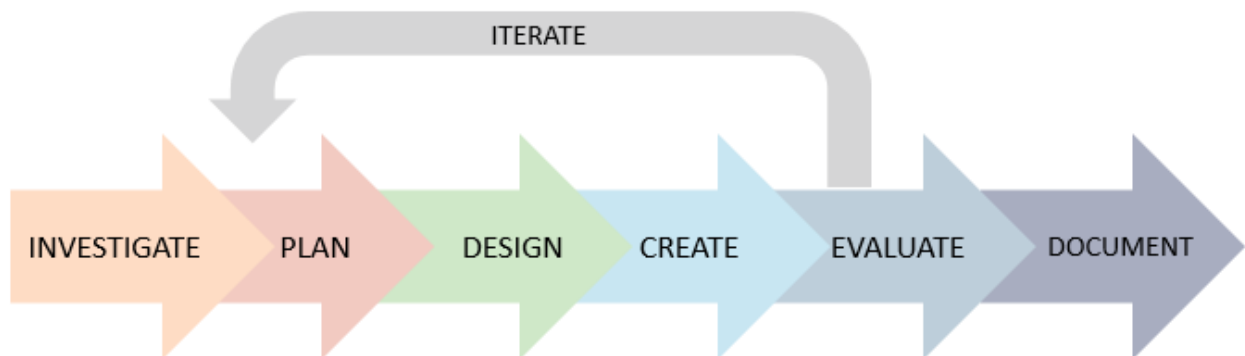 ITERATE
INVESTIGATE
PLAN
DESIGN
CREATE
EVALUATE
DOCUMENT